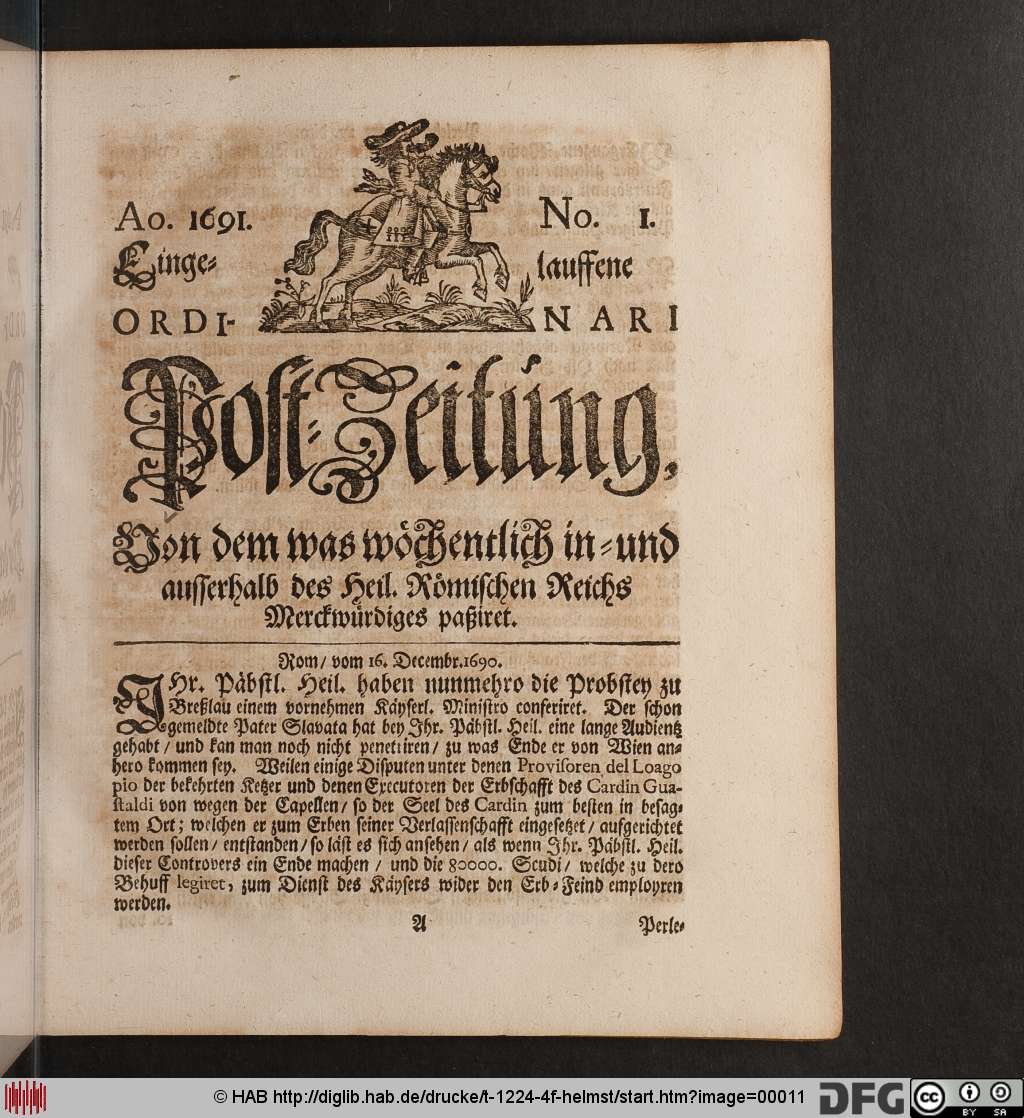 Ao. 1691. No. 1.
Einge- lauffene
ORDI- NARI
Post-Zeitung,
Von dem was wöchentlich in-und
ausserhalb des Heil. Römischen Reichs
Merckwürdiges paßiret.
Rom/ vom 16. Decembr. 1690.
IHr. Päbstl. Heil. haben nunmehro die Probstey zu
Breßlau einem vornehmen Käyserl. Ministro conferiret. Der schon
gemeldte Pater Slavata hat bey Ihr. Päbstl. Heil. eine lange Audientz
gehabt/ und kan man noch nicht penetriren/ zu was Ende er von Wien an-
hero kommen sey. Weilen einige Disputen unter denen Provisoren del Loago
pio der bekehrten Ketzer und denen Executoren der Erbschafft des Cardin Gua-
staldi von wegen der Capellen/ so der Seel des Cardin zum besten in besag-
tem Ort; welchen er zum Erben seiner Verlassenschafft eingesetzet/ aufgerichtet
werden sollen/ entstanden/ so läst es sich ansehen/ als wenn Ihr. Päbstl. Heil.
dieser Controvers ein Ende machen/ und die 80000. Scudi/ welche zu dero
Behuff legiret, zum Dienst des Käysers wider den Erb-Feind employren
werden.
A Perle-
© HAB http://diglib.hab.de/drucke/t-1224-4f-helmst/start.htm?image=00011
DFG
cc BY SA